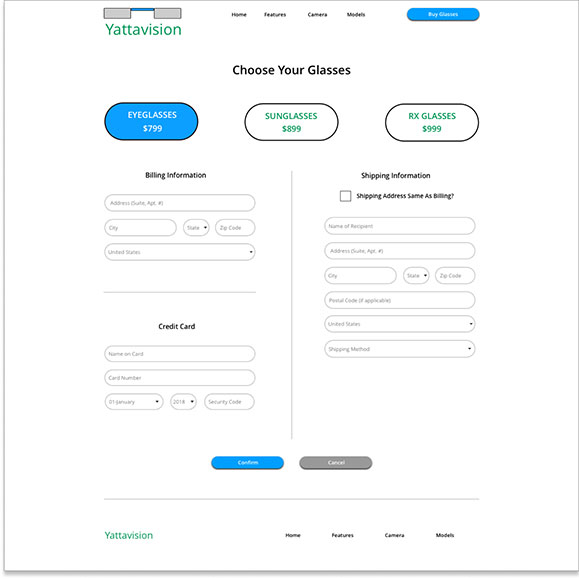 Yattavision
Home Features Camera Models Buy Glasses
Choose Your Glasses
EYEGLASSES
$799
SUNGLASSES
$899
RX GLASSES
$999
Billing Information
Address (Suite, Apt. #)
City State Zip Code
United States
Credit Card
Name on Card
Card Number
01-January 2018 Security Code
Shipping Information
Shipping Address Same As Billing?
Name of Recipient
Address (Suite, Apt. #)
City State Zip Code
Postal Code (if applicable)
United States
Shipping Method
Confirm Cancel
Yattavision Home Features Camera Models